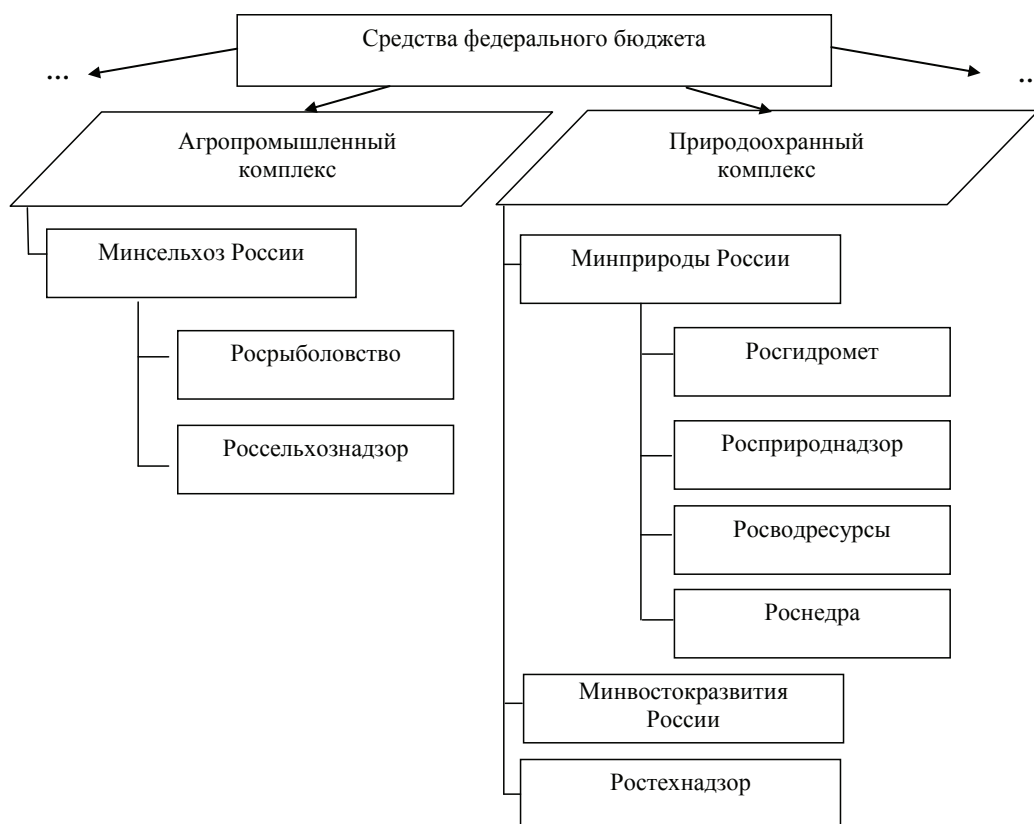 Средства федерального бюджета
...
...
Агропромышленный
комплекс
Природоохранный
комплекс
Минсельхоз России
Минприроды России
Росрыболовство
Росгидромет
Россельхознадзор
Росприроднадзор
Росводресурсы
Роснедра
Минвостокразвития
России
Ростехнадзор